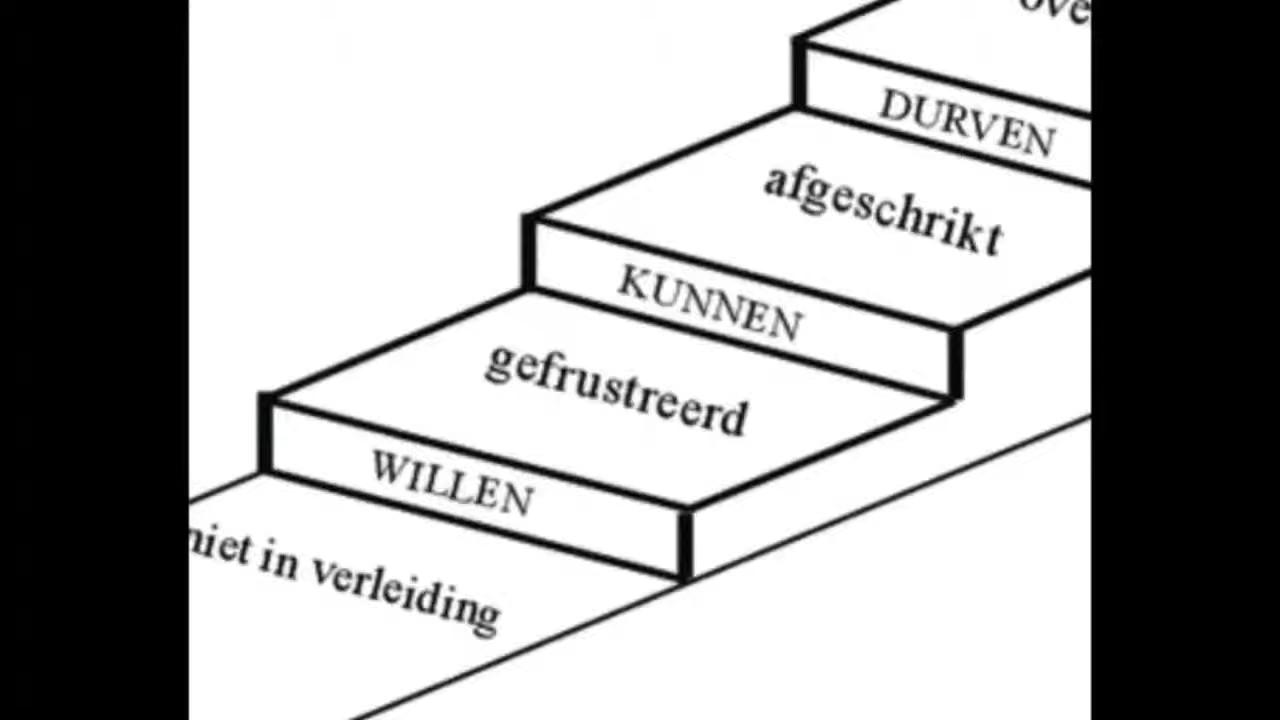 DURVEN
afgeschrikt
KUNNEN
gefrustreerd
WILLEN
niet in verleiding